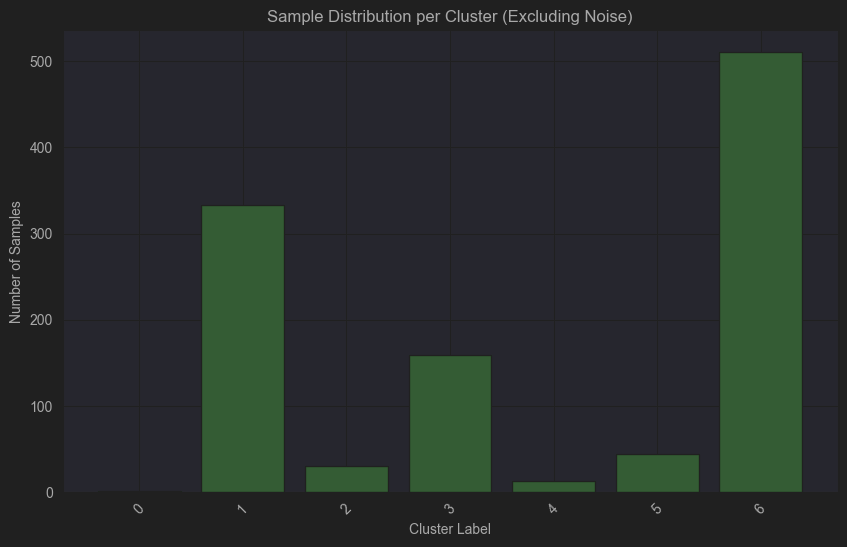 Sample Distribution per Cluster (Excluding Noise)
Number of Samples
500
400
300
200
100
0
0 1 2 3 4 5 6
Cluster Label